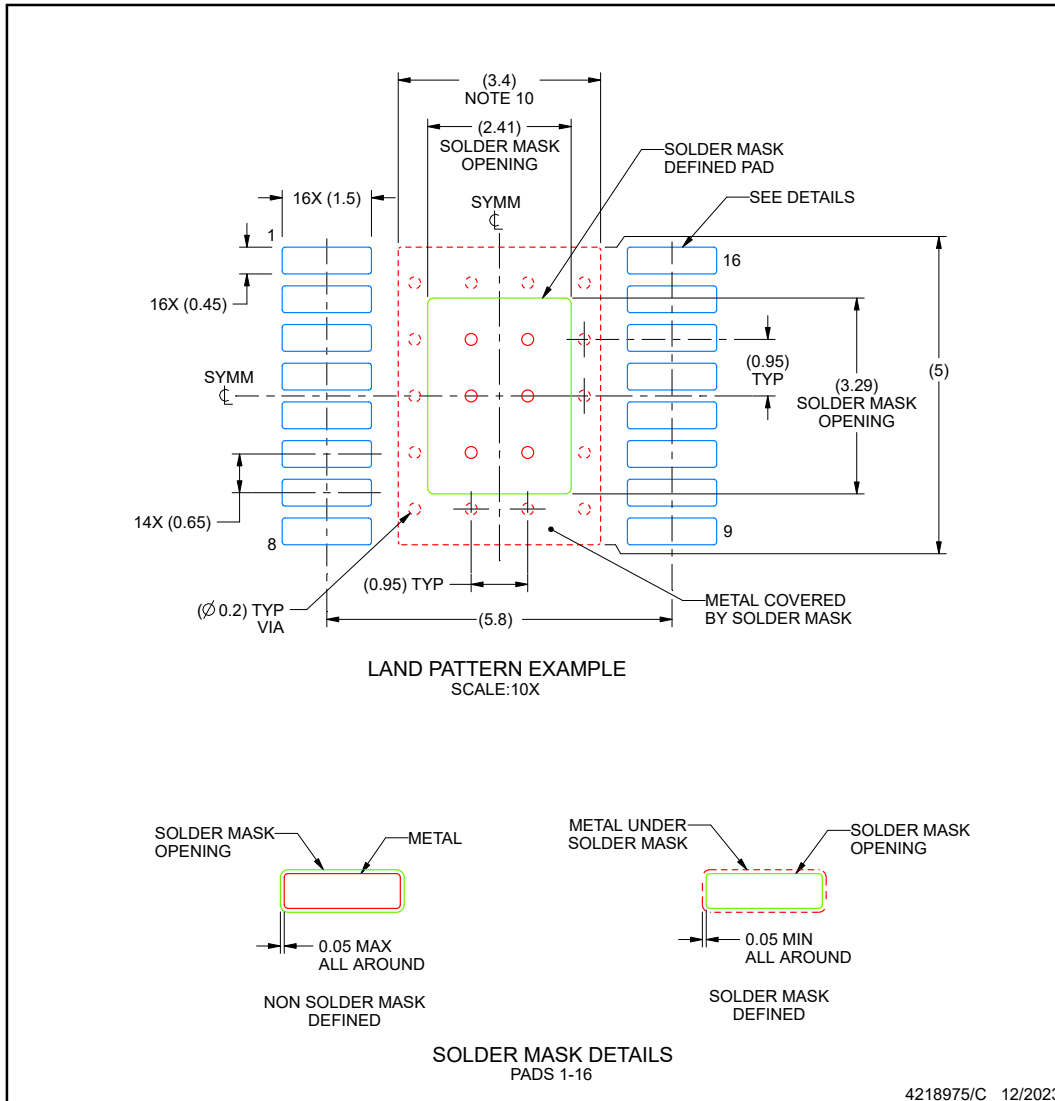 (3.4)
NOTE 10
(2.41)
SOLDER MASK
OPENING
SOLDER MASK
DEFINED PAD
16X (1.5)
SYMM
SEE DETAILS
1
16
16X (0.45)
SYMM
(0.95)
TYP
(3.29)
SOLDER MASK
OPENING
(5)
14X (0.65)
8
9
(0.95) TYP
(∅0.2) TYP
VIA
METAL COVERED
BY SOLDER MASK
(5.8)
LAND PATTERN EXAMPLE
SCALE:10X
SOLDER MASK
OPENING
METAL
0.05 MAX
ALL AROUND
NON SOLDER MASK
DEFINED
METAL UNDER
SOLDER MASK
SOLDER MASK
OPENING
0.05 MIN
ALL AROUND
SOLDER MASK
DEFINED
SOLDER MASK DETAILS
PADS 1-16
4218975/C 12/2023